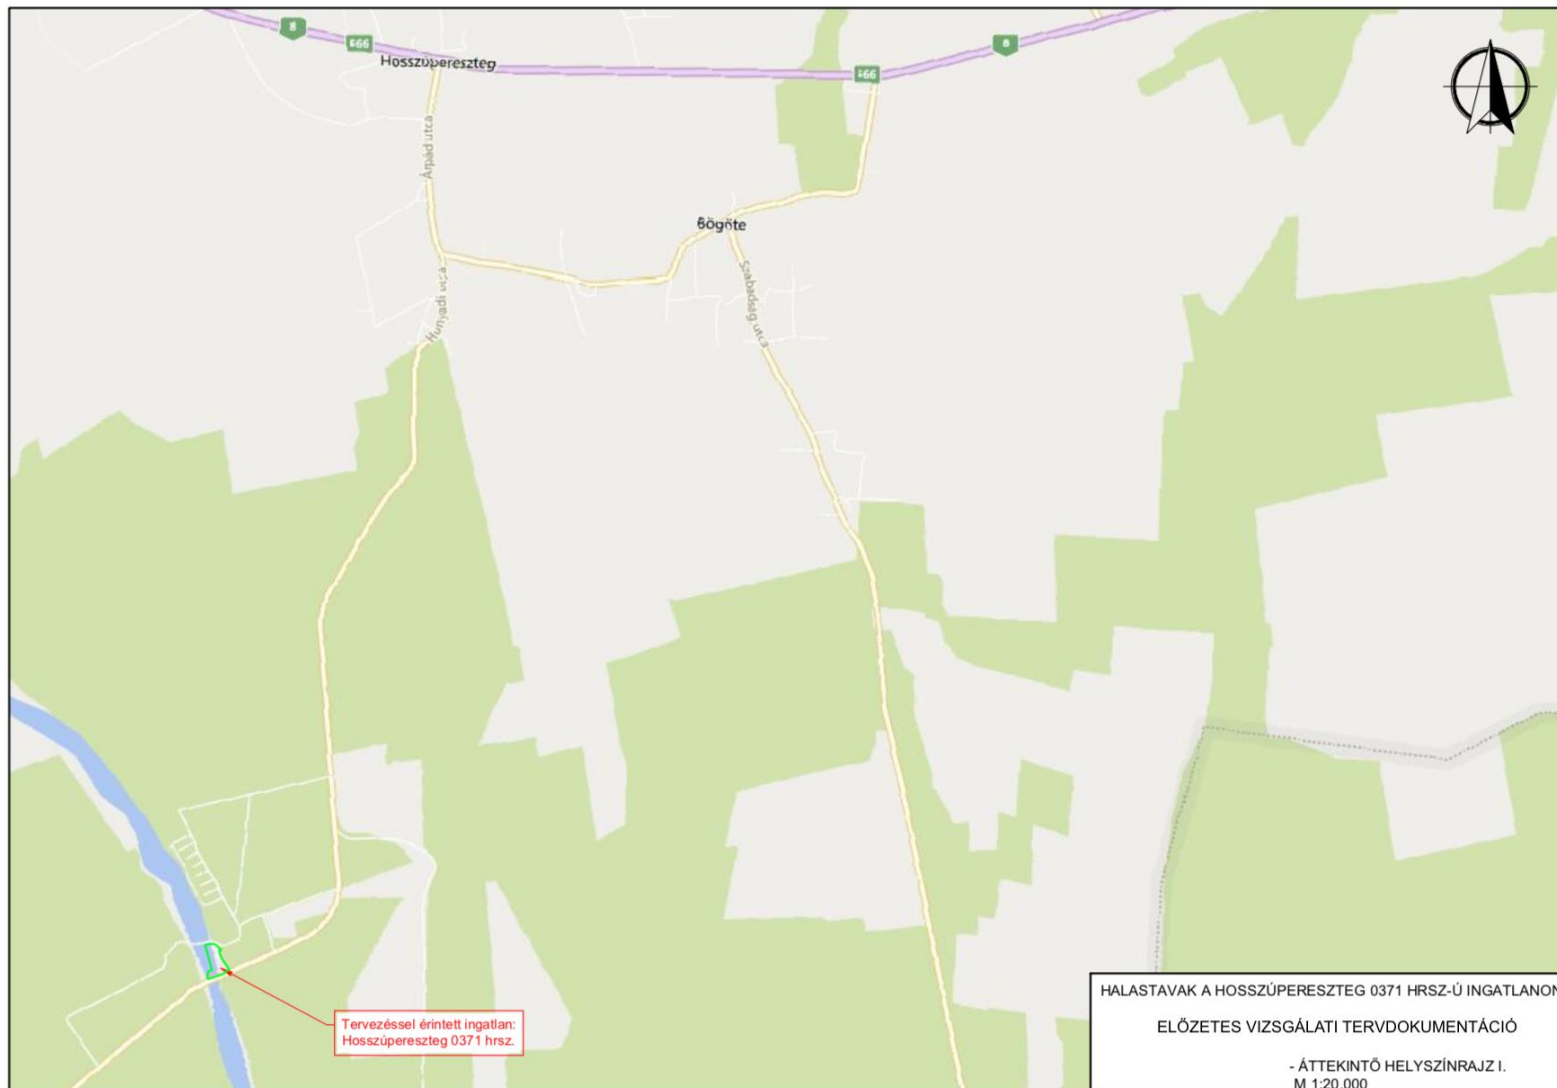 8
E66
8
Hosszúpereszteg
E66
Árpád utca
Bögöte
Szabadság utca
Hunyadi utca
HALASTAVAK A HOSSZÚPERESZTEG 0371 HRSZ-Ú INGATLANON
ELŐZETES VIZSGÁLATI TERVDOKUMENTÁCIÓ
Tervezéssel érintett ingatlan:
Hosszúpereszteg 0371 hrsz.
- ÁTTEKINTŐ HELYSZÍNRAJZ I.
M 1:20.000